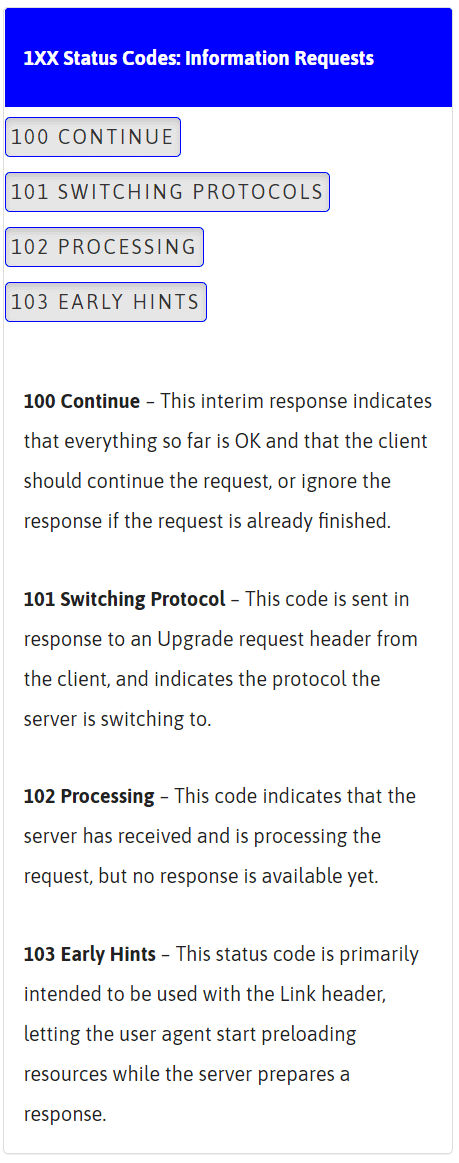 1XX Status Codes: Information Requests
100 CONTINUE
101 SWITCHING PROTOCOLS
102 PROCESSING
103 EARLY HINTS
100 Continue – This interim response indicates
that everything so far is OK and that the client
should continue the request, or ignore the
response if the request is already finished.
101 Switching Protocol – This code is sent in
response to an Upgrade request header from
the client, and indicates the protocol the
server is switching to.
102 Processing – This code indicates that the
server has received and is processing the
request, but no response is available yet.
103 Early Hints – This status code is primarily
intended to be used with the Link header,
letting the user agent start preloading
resources while the server prepares a
response.